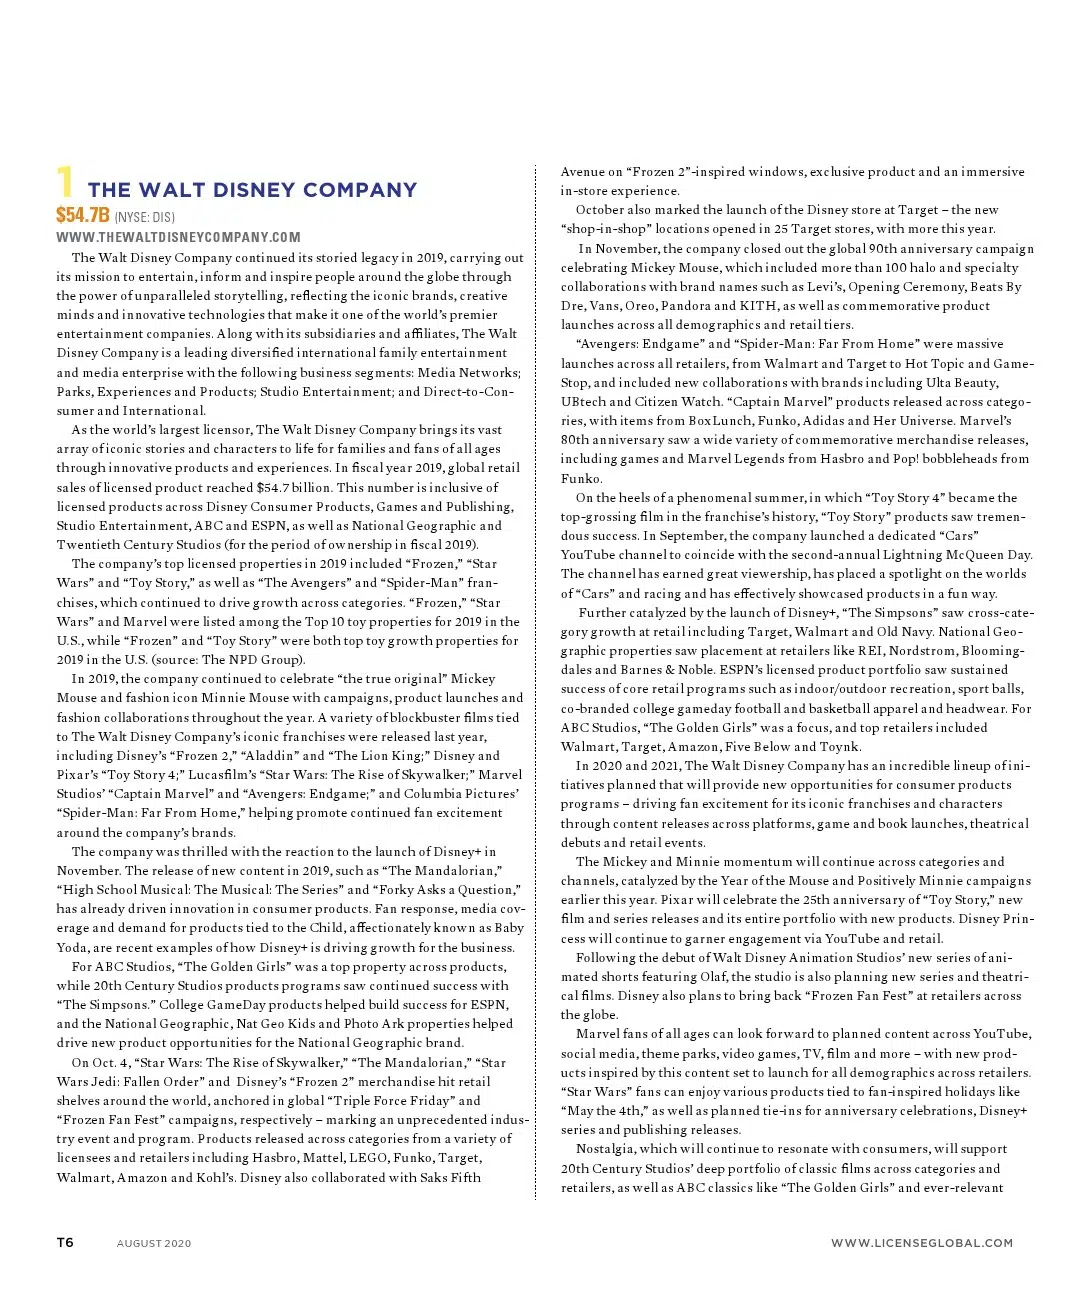 1 THE WALT DISNEY COMPANY
$54.7B (NYSE: DIS)
WWW.THEWALTDISNEYCOMPANY.COM
The Walt Disney Company continued its storied legacy in 2019, carrying out
its mission to entertain, inform and inspire people around the globe through
the power of unparalleled storytelling, reflecting the iconic brands, creative
minds and innovative technologies that make it one of the world’s premier
entertainment companies. Along with its subsidiaries and affiliates, The Walt
Disney Company is a leading diversified international family entertainment
and media enterprise with the following business segments: Media Networks;
Parks, Experiences and Products; Studio Entertainment; and Direct-to-Con-
sumer and International.
As the world’s largest licensor, The Walt Disney Company brings its vast
array of iconic stories and characters to life for families and fans of all ages
through innovative products and experiences. In fiscal year 2019, global retail
sales of licensed product reached $54.7 billion. This number is inclusive of
licensed products across Disney Consumer Products, Games and Publishing,
Studio Entertainment, ABC and ESPN, as well as National Geographic and
Twentieth Century Studios (for the period of ownership in fiscal 2019).
The company’s top licensed properties in 2019 included “Frozen,” “Star
Wars” and “Toy Story,” as well as “The Avengers” and “Spider-Man” fran-
chises, which continued to drive growth across categories. “Frozen,” “Star
Wars” and Marvel were listed among the Top 10 toy properties for 2019 in the
U.S., while “Frozen” and “Toy Story” were both top toy growth properties for
2019 in the U.S. (source: The NPD Group).
In 2019, the company continued to celebrate “the true original” Mickey
Mouse and fashion icon Minnie Mouse with campaigns, product launches and
fashion collaborations throughout the year. A variety of blockbuster films tied
to The Walt Disney Company’s iconic franchises were released last year,
including Disney’s “Frozen 2,” “Aladdin” and “The Lion King;” Disney and
Pixar’s “Toy Story 4;” Lucasfilm’s “Star Wars: The Rise of Skywalker;” Marvel
Studios’ “Captain Marvel” and “Avengers: Endgame;” and Columbia Pictures’
“Spider-Man: Far From Home,” helping promote continued fan excitement
around the company’s brands.
The company was thrilled with the reaction to the launch of Disney+ in
November. The release of new content in 2019, such as “The Mandalorian,”
“High School Musical: The Musical: The Series” and “Forky Asks a Question,”
has already driven innovation in consumer products. Fan response, media cov-
erage and demand for products tied to the Child, affectionately known as Baby
Yoda, are recent examples of how Disney+ is driving growth for the business.
For ABC Studios, “The Golden Girls” was a top property across products,
while 20th Century Studios products programs saw continued success with
“The Simpsons.” College GameDay products helped build success for ESPN,
and the National Geographic, Nat Geo Kids and Photo Ark properties helped
drive new product opportunities for the National Geographic brand.
On Oct. 4, “Star Wars: The Rise of Skywalker,” “The Mandalorian,” “Star
Wars Jedi: Fallen Order” and Disney’s “Frozen 2” merchandise hit retail
shelves around the world, anchored in global “Triple Force Friday” and
“Frozen Fan Fest” campaigns, respectively – marking an unprecedented indus-
try event and program. Products released across categories from a variety of
licensees and retailers including Hasbro, Mattel, LEGO, Funko, Target,
Walmart, Amazon and Kohl’s. Disney also collaborated with Saks Fifth
Avenue on “Frozen 2”-inspired windows, exclusive product and an immersive
in-store experience.
October also marked the launch of the Disney store at Target – the new
“shop-in-shop” locations opened in 25 Target stores, with more this year.
In November, the company closed out the global 90th anniversary campaign
celebrating Mickey Mouse, which included more than 100 halo and specialty
collaborations with brand names such as Levi’s, Opening Ceremony, Beats By
Dre, Vans, Oreo, Pandora and KITH, as well as commemorative product
launches across all demographics and retail tiers.
“Avengers: Endgame” and “Spider-Man: Far From Home” were massive
launches across all retailers, from Walmart and Target to Hot Topic and Game-
Stop, and included new collaborations with brands including Ulta Beauty,
UBtech and Citizen Watch. “Captain Marvel” products released across catego-
ries, with items from BoxLunch, Funko, Adidas and Her Universe. Marvel’s
80th anniversary saw a wide variety of commemorative merchandise releases,
including games and Marvel Legends from Hasbro and Pop! bobbleheads from
Funko.
On the heels of a phenomenal summer, in which “Toy Story 4” became the
top-grossing film in the franchise’s history, “Toy Story” products saw tremen-
dous success. In September, the company launched a dedicated “Cars”
YouTube channel to coincide with the second-annual Lightning McQueen Day.
The channel has earned great viewership, has placed a spotlight on the worlds
of “Cars” and racing and has effectively showcased products in a fun way.
Further catalyzed by the launch of Disney+, “The Simpsons” saw cross-cate-
gory growth at retail including Target, Walmart and Old Navy. National Geo-
graphic properties saw placement at retailers like REI, Nordstrom, Blooming-
dales and Barnes & Noble. ESPN’s licensed product portfolio saw sustained
success of core retail programs such as indoor/outdoor recreation, sport balls,
co-branded college gameday football and basketball apparel and headwear. For
ABC Studios, “The Golden Girls” was a focus, and top retailers included
Walmart, Target, Amazon, Five Below and Toynk.
In 2020 and 2021, The Walt Disney Company has an incredible lineup of ini-
tiatives planned that will provide new opportunities for consumer products
programs – driving fan excitement for its iconic franchises and characters
through content releases across platforms, game and book launches, theatrical
debuts and retail events.
The Mickey and Minnie momentum will continue across categories and
channels, catalyzed by the Year of the Mouse and Positively Minnie campaigns
earlier this year. Pixar will celebrate the 25th anniversary of “Toy Story,” new
film and series releases and its entire portfolio with new products. Disney Prin-
cess will continue to garner engagement via YouTube and retail.
Following the debut of Walt Disney Animation Studios’ new series of ani-
mated shorts featuring Olaf, the studio is also planning new series and theatri-
cal films. Disney also plans to bring back “Frozen Fan Fest” at retailers across
the globe.
Marvel fans of all ages can look forward to planned content across YouTube,
social media, theme parks, video games, TV, film and more – with new prod-
ucts inspired by this content set to launch for all demographics across retailers.
“Star Wars” fans can enjoy various products tied to fan-inspired holidays like
“May the 4th,” as well as planned tie-ins for anniversary celebrations, Disney+
series and publishing releases.
Nostalgia, which will continue to resonate with consumers, will support
20th Century Studios’ deep portfolio of classic films across categories and
retailers, as well as ABC classics like “The Golden Girls” and ever-relevant
T6 AUGUST 2020 WWW.LICENSEGLOBAL.COM